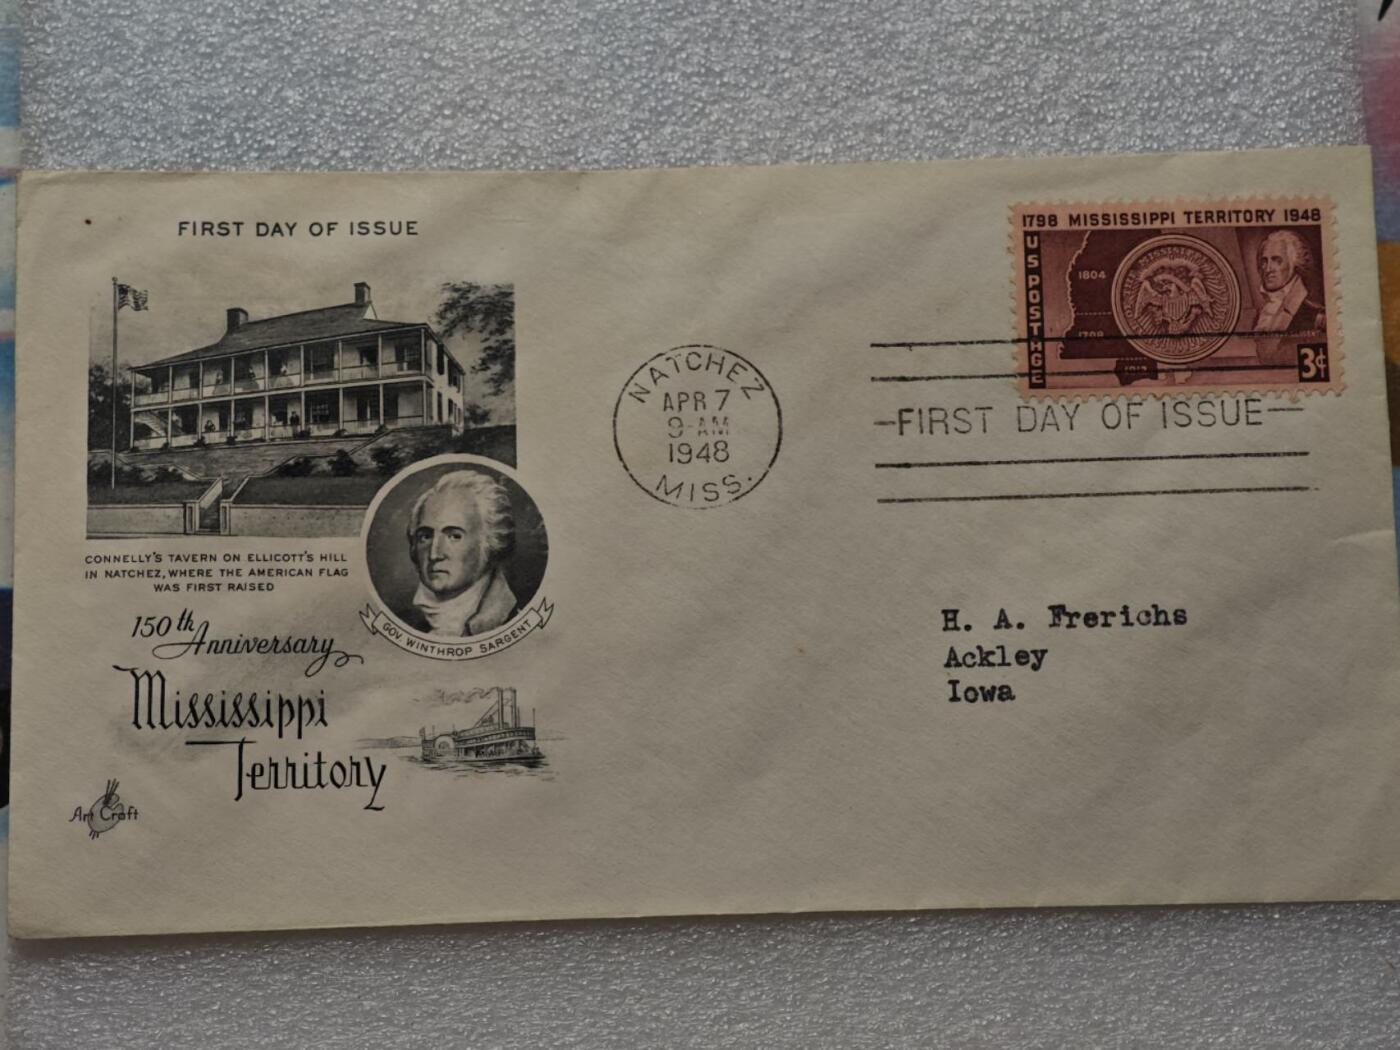 FIRST DAY OF ISSUE
CONNELLY'S TAVERN ON ELLICOTT'S HILL
IN NATCHEZ, WHERE THE AMERICAN FLAG
WAS FIRST RAISED
GOV. WINTHROP SARGENT
150th
Anniversary
Mississippi
Territory
Art Craft
NATCHEZ
APR 7
9-AM
1948
MISS.
1798 MISSISSIPPI TERRITORY 1948
US POSTAGE
1804
1798
1812
3¢
FIRST DAY OF ISSUE
H. A. Frerichs
Ackley
Iowa